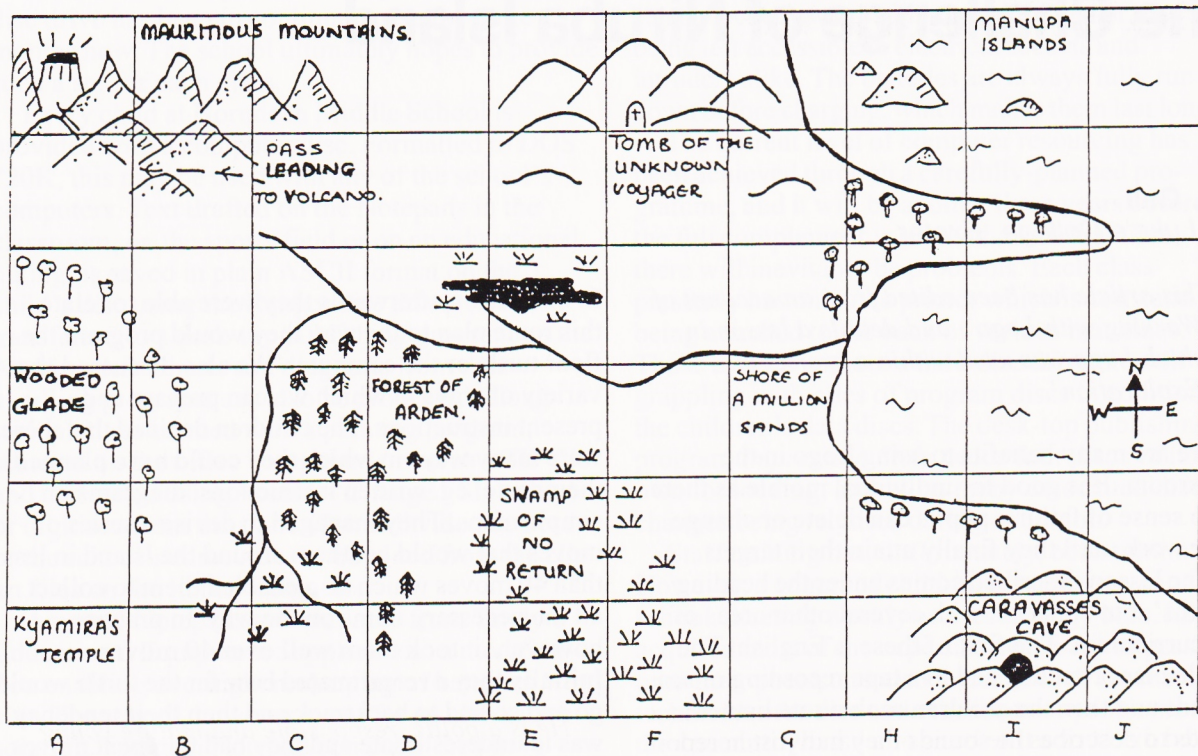 MAURITIOUS MOUNTAINS.
MANUPA
ISLANDS
PASS
LEADING
TO VOLCANO.
TOMB OF THE
UNKNOWN
VOYAGER
WOODED
GLADE
FOREST OF
ARDEN.
SHORE OF
A MILLION
SANDS
N
W E
S
SWAMP
OF
NO
RETURN
KYAMIRA'S
TEMPLE
CARAVASSES
CAVE
A B C D E F G H I J